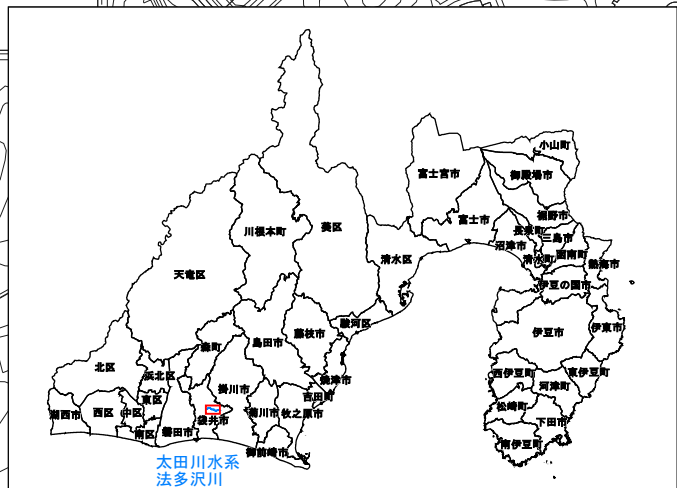 小山町
御殿場市
富士宮市
裾野市
富士市
長泉町
三島市
沼津市
清水町
函南町
熱海市
伊豆の国市
川根本町
葵区
清水区
天竜区
駿河区
伊豆市
伊東市
藤枝市
島田市
森町
北区
浜北区
焼津市
西伊豆町
東伊豆町
河津町
掛川市
吉田町
東区
松崎町
湖西市
西区
中区
菊川市
牧之原市
袋井市
下田市
南区
磐田市
南伊豆町
御前崎市
太田川水系
法多沢川